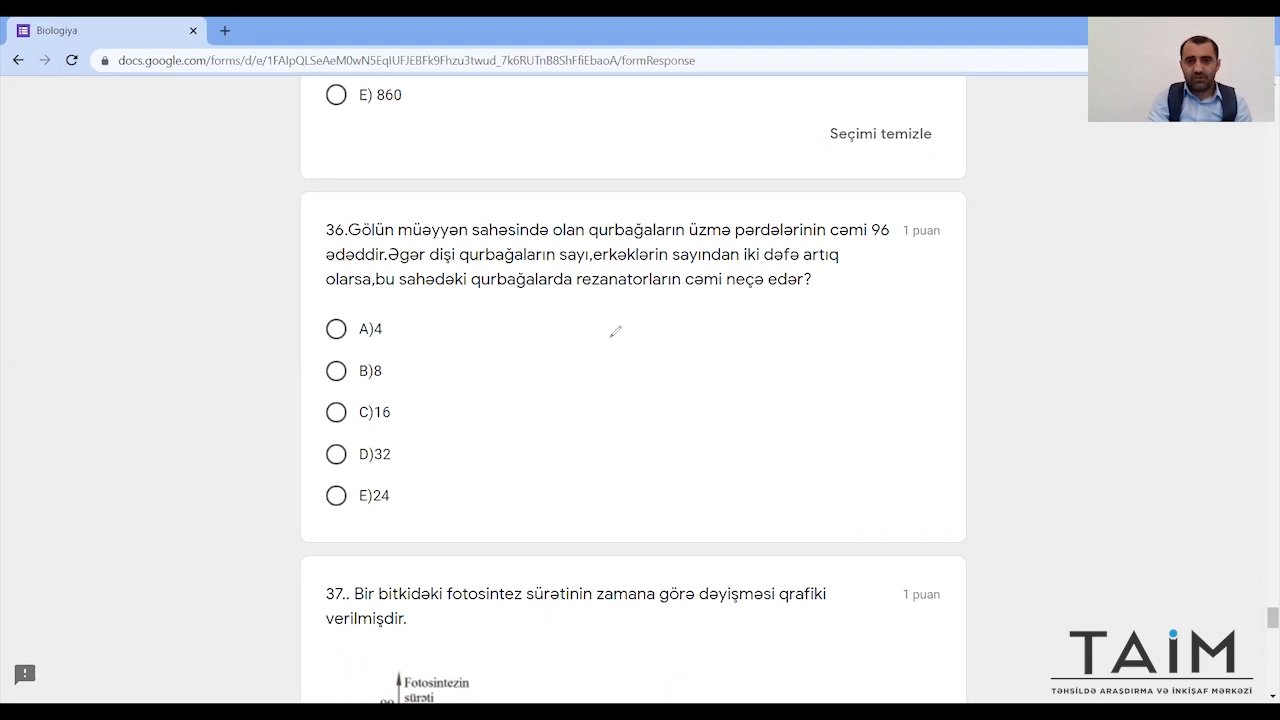 Biologiya
docs.google.com/forms/d/e/1FAIpQLSeAeM0wN5EqIUFJEBFk9Fhzu3twud_7k6RUTnB8ShFfiEbaoA/formResponse
E) 860
Seçimi temizle
36.Gölün müəyyən sahəsində olan qurbağaların üzmə pərdələrinin cəmi 96
1 puan
ədəddir.Əgər dişi qurbağaların sayı,erkəklərin sayından iki dəfə artıq
olarsa,bu sahədəki qurbağalarda rezanatorların cəmi neçə edər?
A)4
B)8
C)16
D)32
E)24
37.. Bir bitkidəki fotosintez sürətinin zamana görə dəyişməsi qrafiki
1 puan
verilmişdir.
Fotosintezin
sürəti
TAiM
TƏHSİLDƏ ARAŞDIRMA VƏ İNKİŞAF MƏRKƏZİ